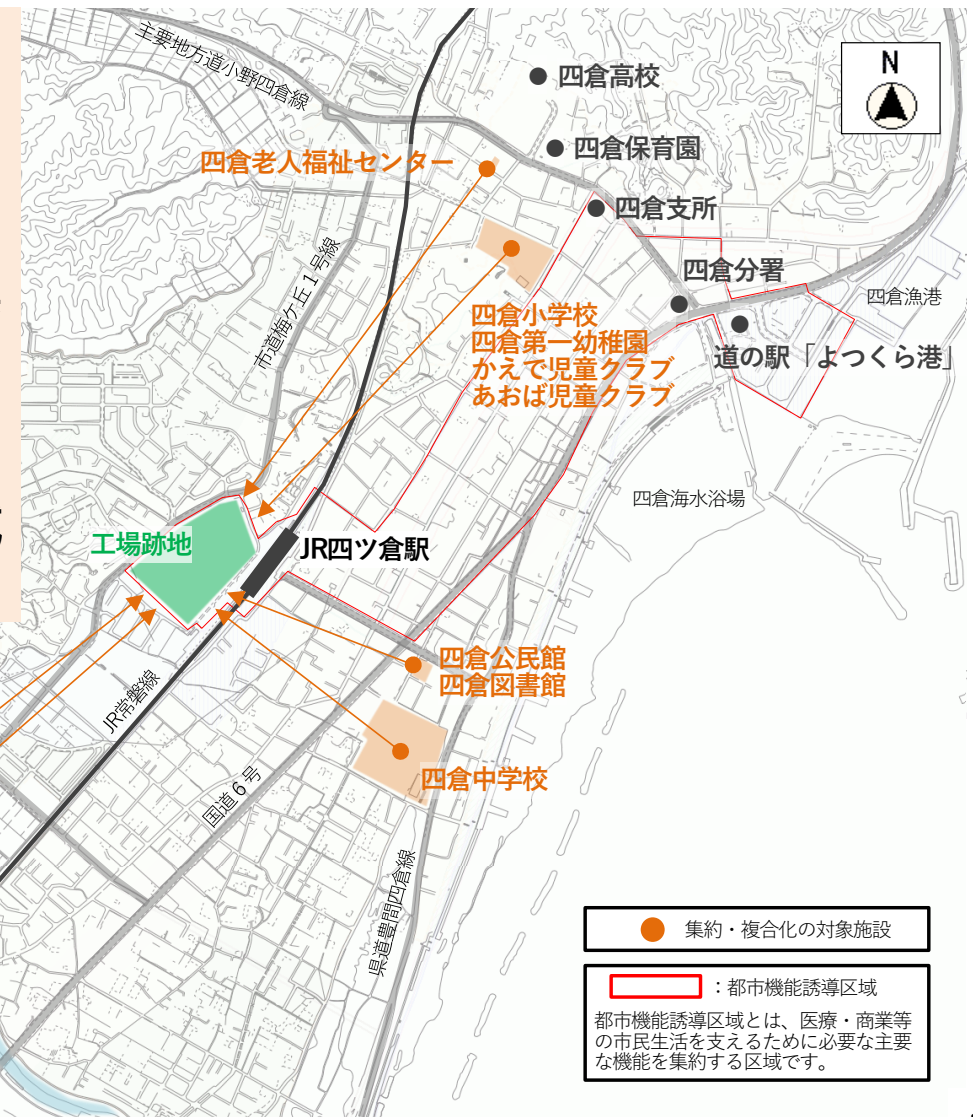 主要地方道小野四倉線
N
四倉高校
四倉保育園
四倉老人福祉センター
四倉支所
四倉分署
四倉漁港
道の駅「よつくら港」
市道梅ケ丘1号線
四倉小学校
四倉第一幼稚園
かえで児童クラブ
あおば児童クラブ
四倉海水浴場
工場跡地
JR四ツ倉駅
四倉公民館
四倉図書館
JR常磐線
四倉中学校
国道6号
県道豊間四倉線
集約・複合化の対象施設
:都市機能誘導区域
都市機能誘導区域とは、医療・商業等
の市民生活を支えるために必要な主要
な機能を集約する区域です。